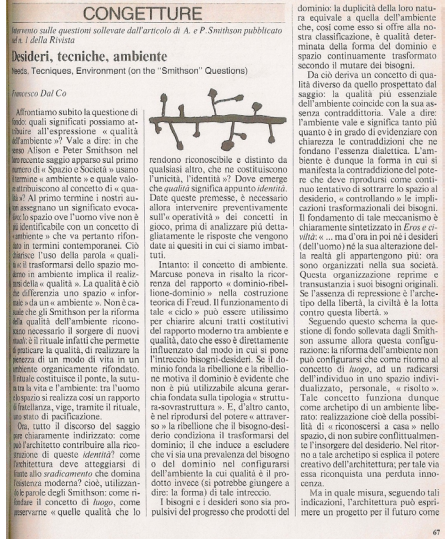 CONGETTURE
Intervento sulle questioni sollevate dall'articolo di A. e P. Smithson pubblicato
nel n. 1 della Rivista
Desideri, tecniche, ambiente
Needs, Tecniques, Environment (on the "Smithson" Questions)
Francesco Dal Co
Affrontiamo subito la questione di
fondo: quali significati possiamo at-
tribuire all'espressione « qualità
dell'ambiente »? Vale a dire: in che
senso Alison e Peter Smithson nel
loro recente saggio apparso sul primo
numero di « Spazio e Società » usano
il termine « ambiente » e quale valo-
re attribuiscono al concetto di « qua-
lità »? Al primo termine i nostri au-
tori assegnano un significato evoca-
tivo: lo spazio ove l'uomo vive non è
più identificabile con un concetto di
« ambiente » che va pertanto rifon-
dato in termini contemporanei. Ciò
chiarisce l'uso della parola « quali-
tà »: il trasformarsi dello spazio mo-
derno in ambiente implica il realiz-
zarsi della « qualità ». La qualità è ciò
che differenzia uno spazio « infor-
male » da un « ambiente ». Non è ca-
suale che gli Smithson per la riforma
della qualità dell'ambiente ricono-
scano necessario il sorgere di nuovi
rituali: è il rituale infatti che permette
di praticare la qualità, di realizzare la
presenza di un modo di vita in un
ambiente organicamente rifondato.
Il rituale costituisce il ponte, la sutu-
ra tra la vita e l'ambiente: tra l'uomo
e lo spazio si realizza così un rapporto
di fratellanza, vige, tramite il rituale,
uno stato di pacificazione.
Ora, tutto il discorso del saggio
pare chiaramente indirizzato: come
può l'architetto contribuire alla rico-
struzione di queste identità? come
l'architettura deve atteggiarsi di
fronte allo sradicamento che domina
l'esistenza moderna? cioè, utilizzan-
do le parole degli Smithson: come ri-
fondare il concetto di luogo, come
preservarne « quelle qualità che lo
rendono riconoscibile e distinto da
qualsiasi altro, che ne costituiscono
l'unicità, l'identità »? Dove emerge
che qualità significa appunto identità.
Date queste premesse, è necessario
allora intervenire preventivamente
sull'« operatività » dei concetti in
gioco, prima di analizzare più detta-
gliatamente le risposte che vengono
date ai quesiti in cui ci siamo imbat-
tuti.
Intanto: il concetto di ambiente.
Marcuse poneva in risalto la ricor-
renza del rapporto « dominio-ribel-
lione-dominio » nella costruzione
teorica di Freud. Il funzionamento di
tale « ciclo » può essere utilissimo
per chiarire alcuni tratti costitutivi
del rapporto moderno tra ambiente e
qualità, dato che esso è direttamente
influenzato dal modo in cui si pone
l'intreccio bisogni-desideri. Se il do-
minio fonda la ribellione e la ribellio-
ne motiva il dominio è evidente che
non è più utilizzabile alcuna gerar-
chia fondata sulla tipologia « struttu-
ra-sovrastruttura ». E, d'altro canto,
è nel riprodursi del potere « attraver-
so » la ribellione che il bisogno-desi-
derio condiziona il trasformarsi del
dominio; il che induce a escludere
che vi sia una prevalenza del bisogno
o del dominio nel configurarsi
dell'ambiente la cui qualità è il pro-
dotto invece (si potrebbe giungere a
dire: la forma) di tale intreccio.
I bisogni e i desideri sono sia pro-
pulsivi del progresso che prodotti del
dominio: la duplicità della loro natu-
ra equivale a quella dell'ambiente
che, così come esso si offre alla no-
stra classificazione, è qualità deter-
minata della forma del dominio e
spazio continuamente trasformato
secondo il mutare dei bisogni.
Da ciò deriva un concetto di qua-
lità diverso da quello prospettato dal
saggio: la qualità più essenziale
dell'ambiente coincide con la sua as-
senza contraddittoria. Vale a dire:
l'ambiente vale e significa tanto più
quanto è in grado di evidenziare con
chiarezza le contraddizioni che ne
fondano l'essenza dialettica. L'am-
biente è dunque la forma in cui si
manifesta la contraddizione del pote-
re che deve riprodursi come conti-
nuo tentativo di sottrarre lo spazio al
desiderio, « controllando » le impli-
cazioni trasformazionali dei bisogni.
Il fondamento di tale meccanismo è
chiaramente sintetizzato in Eros e ci-
viltà: « ... ma d'ora in poi né i desideri
(dell'uomo) né la sua alterazione del-
la realtà gli appartengono più: ora
sono organizzati nella sua società.
Questa organizzazione reprime e
transustanzia i suoi bisogni originari.
Se l'assenza di repressione è l'arche-
tipo della libertà, la civiltà è la lotta
contro questa libertà. »
Seguendo questo schema la que-
stione di fondo sollevata dagli Smith-
son assume allora questa configu-
razione: la riforma dell'ambiente non
può configurarsi che come ritorno al
concetto di luogo, ad un radicarsi
dell'individuo in uno spazio indivi-
dualizzato, personale, « risolto ».
Tale concetto funziona dunque
come archetipo di un ambiente libe-
rato: realizzazione cioè della possibi-
lità di « riconoscersi a casa » nello
spazio, di non subire conflittualmen-
te l'insorgere del desiderio. Nel ritor-
no a tale archetipo si esplica il potere
creativo dell'architettura; per tale via
essa riconquista una perduta inno-
cenza.
Ma in quale misura, seguendo tali
indicazioni, l'architettura può espri-
mere un progetto per il futuro come
67